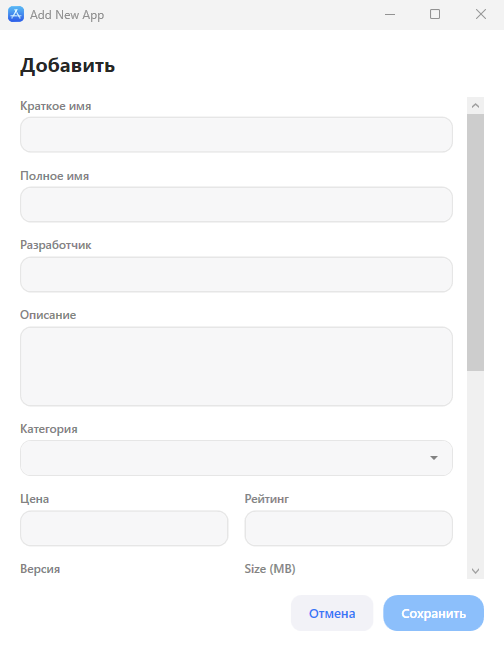 Add New App
Добавить
Краткое имя
Полное имя
Разработчик
Описание
Категория
Цена Рейтинг
Версия Size (MB)
Отмена Сохранить